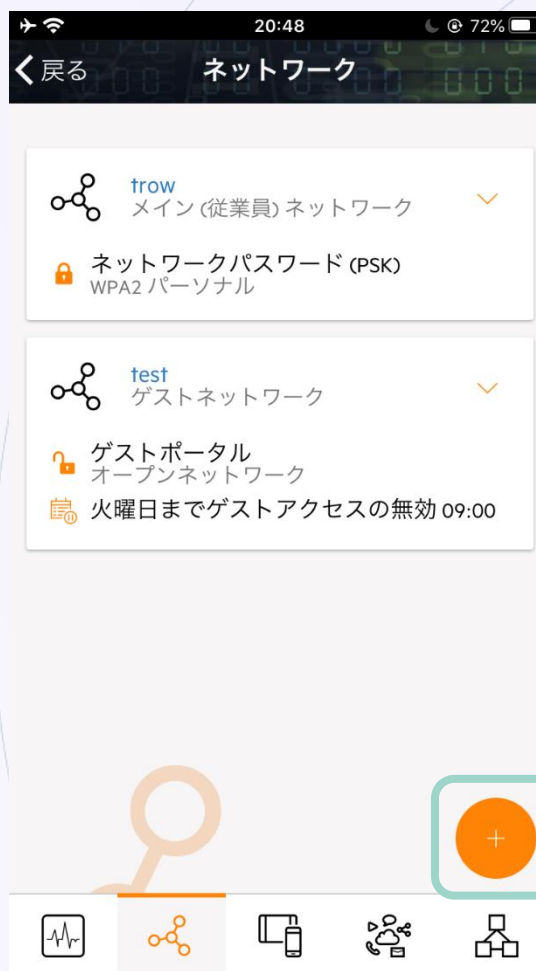 20:48
72%
戻る
ネットワーク
trow
メイン (従業員) ネットワーク
ネットワークパスワード (PSK)
WPA2 パーソナル
test
ゲストネットワーク
ゲストポータル
オープンネットワーク
火曜日までゲストアクセスの無効 09:00